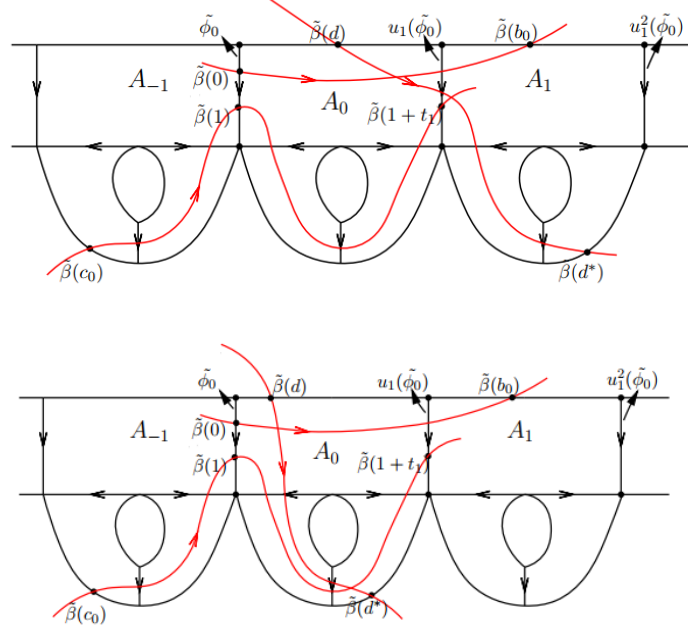 φ̃₀ β̃(d) u₁(φ̃₀) β̃(b₀) u₁²(φ̃₀)
A₋₁ β̃(0) A₀ A₁
β̃(1) β̃(1 + t₁)
β̃(c₀) β̃(d*)
φ̃₀ β̃(d) u₁(φ̃₀) β̃(b₀) u₁²(φ̃₀)
A₋₁ β̃(0) A₀ A₁
β̃(1) β̃(1 + t₁)
β̃(c₀) β̃(d*)